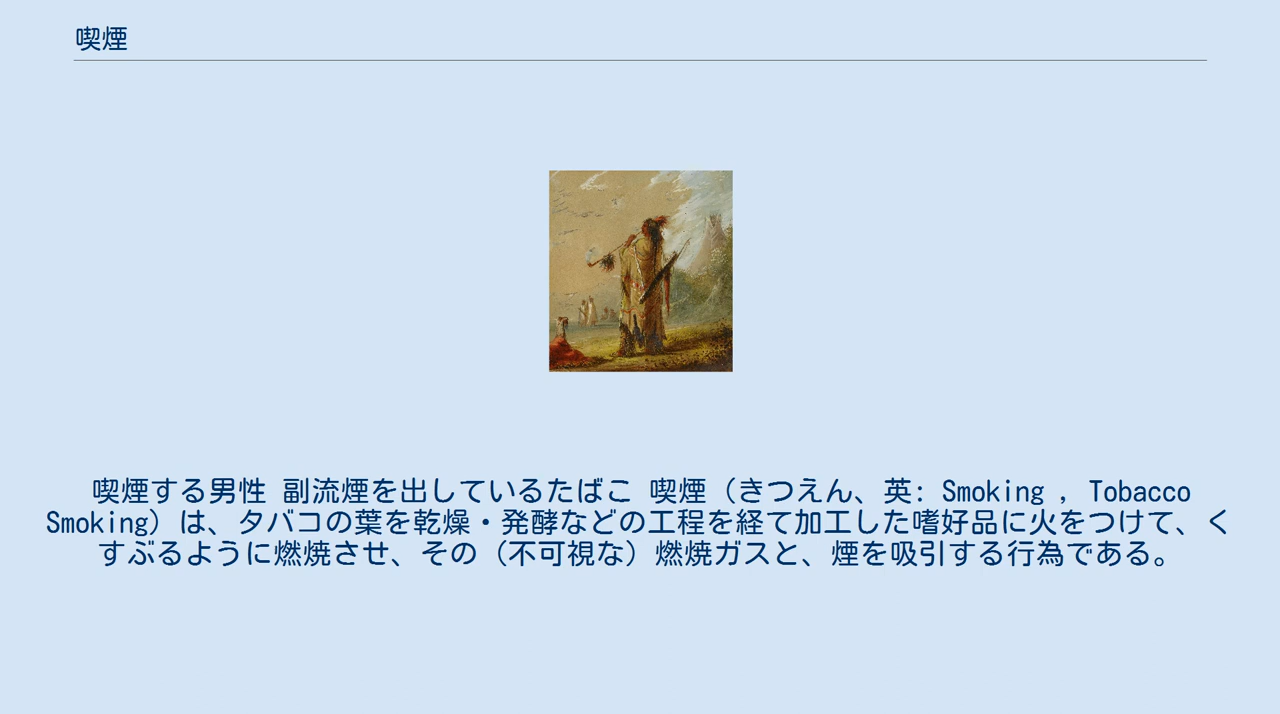 喫煙
喫煙する男性 副流煙を出しているたばこ 喫煙（きつえん、英: Smoking , Tobacco
Smoking）は、タバコの葉を乾燥・発酵などの工程を経て加工した嗜好品に火をつけて、く
すぶるように燃焼させ、その（不可視な）燃焼ガスと、煙を吸引する行為である。